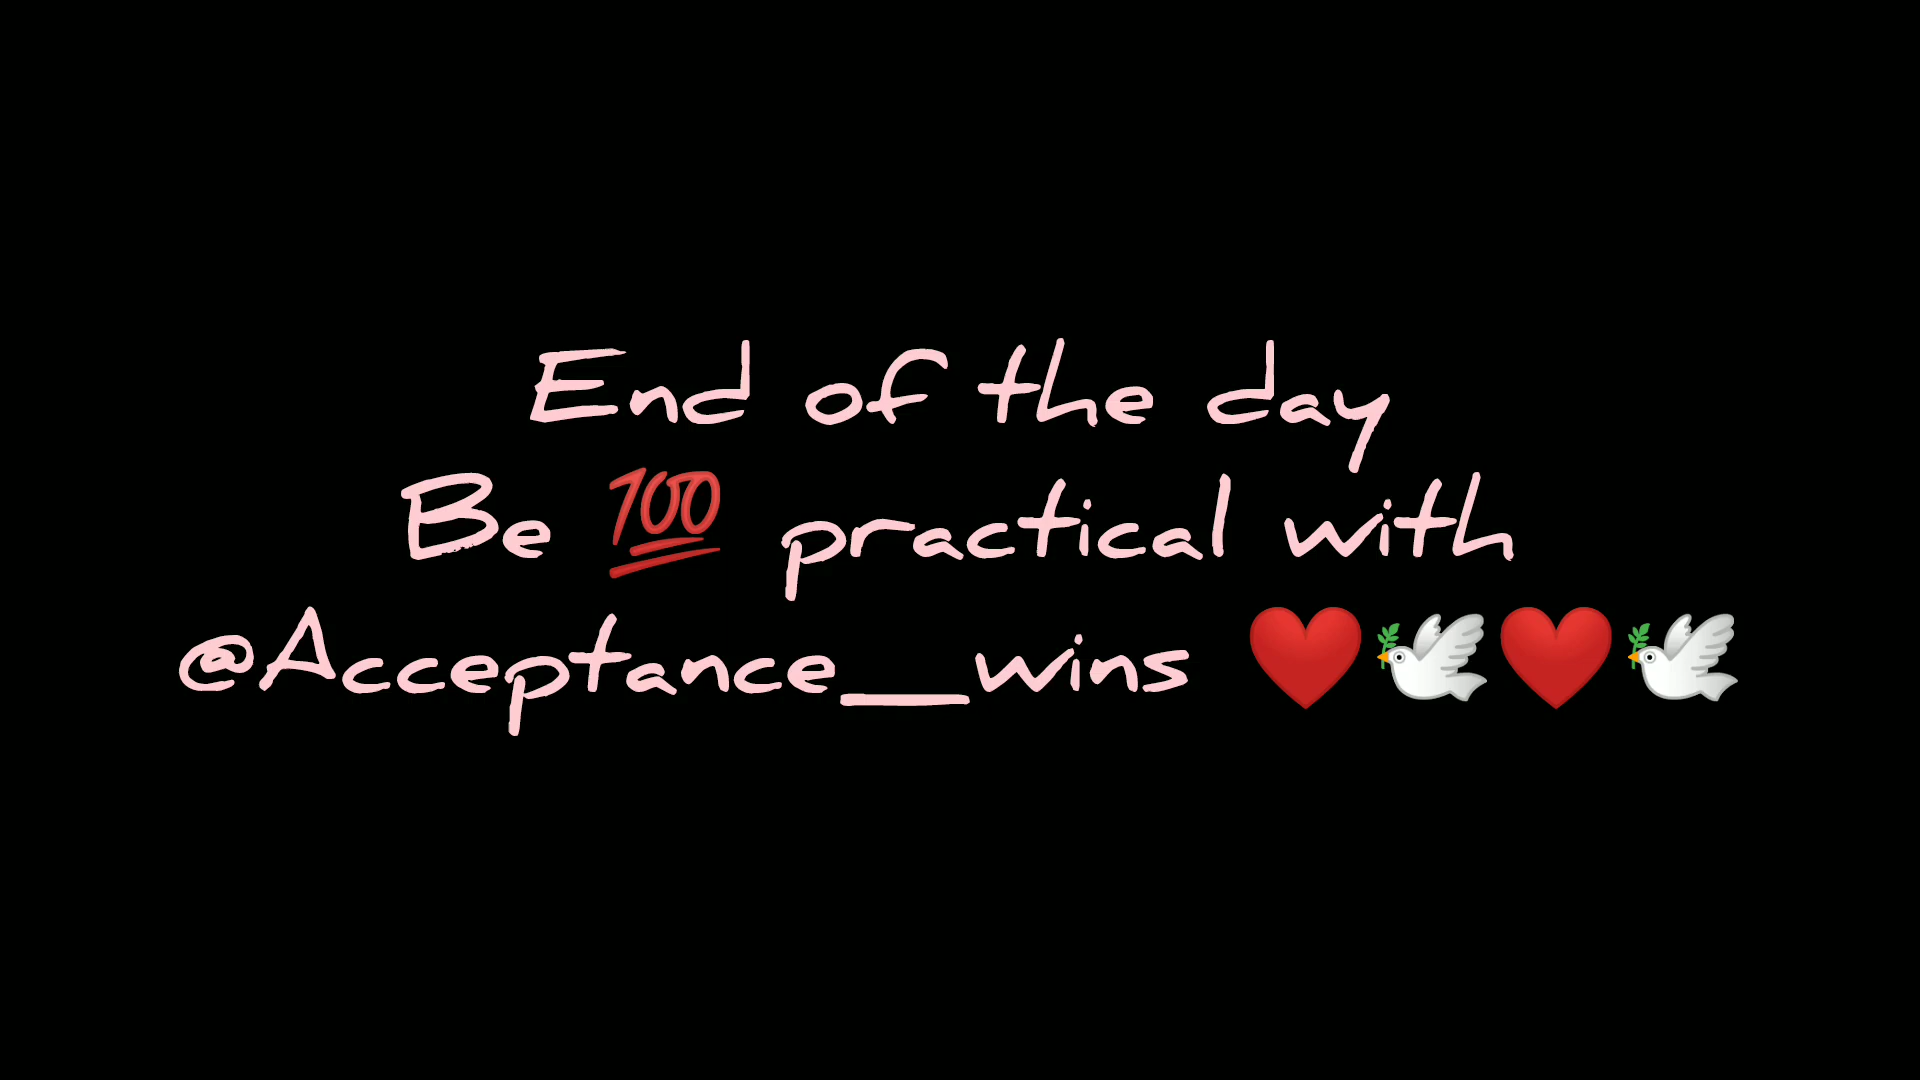 End of the day
Be 💯 practical with
@Acceptance__wins ❤️🕊️❤️🕊️